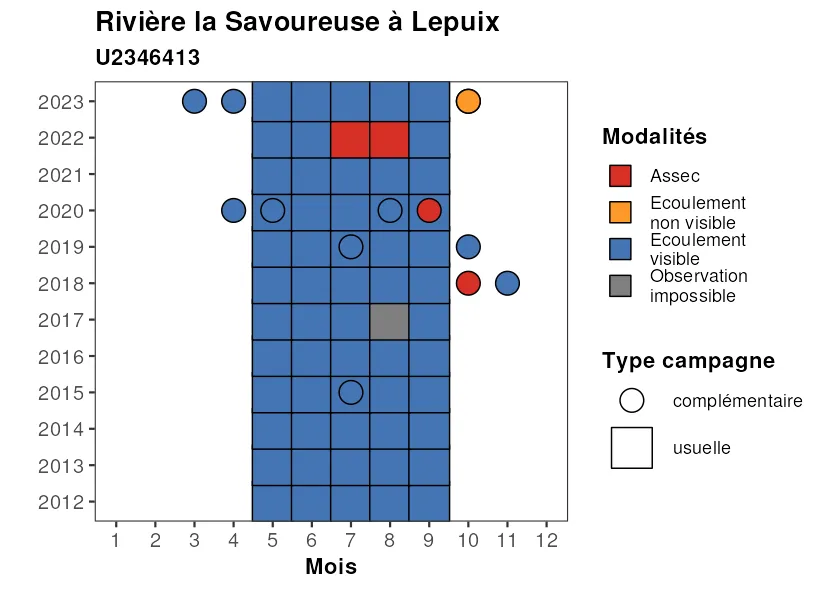 Rivière la Savoureuse à Lepuix
U2346413
2023
2022
2021
2020
2019
2018
2017
2016
2015
2014
2013
2012
1 2 3 4 5 6 7 8 9 10 11 12
Mois
Modalités
Assec
Ecoulement
non visible
Ecoulement
visible
Observation
impossible
Type campagne
complémentaire
usuelle